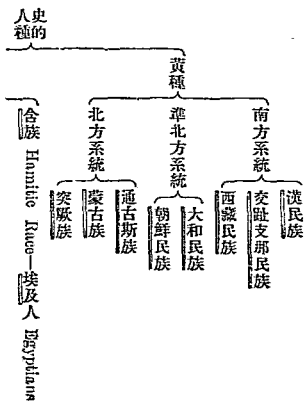 史的
人種
黄種
南方系統
漢民族
交趾支那民族
西藏民族
準北方系統
大和民族
朝鮮民族
北方系統
通古斯族
蒙古族
突厥族
含族 Hamitic Race—埃及人 Egyptians